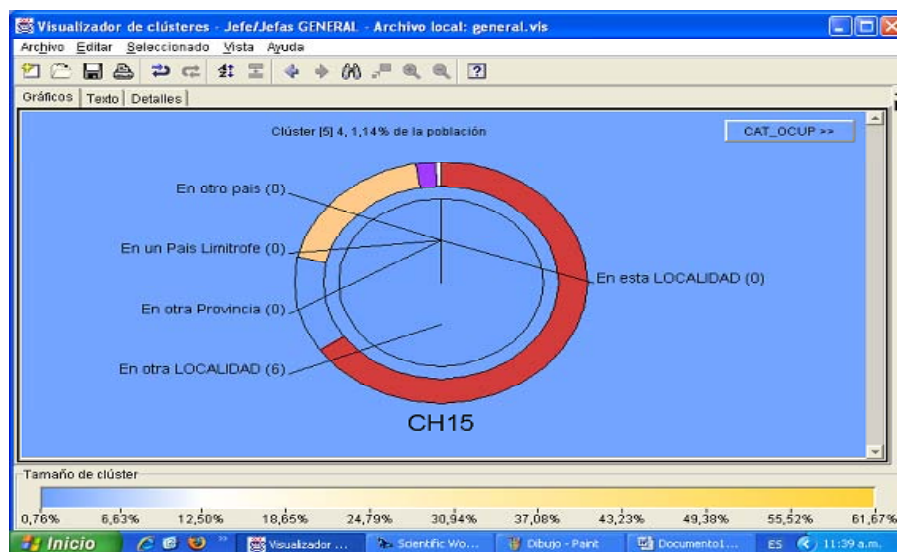 Visualizador de clústeres - Jefe/Jefas GENERAL - Archivo local: general.vis
Archivo Editar Seleccionado Vista Ayuda
Gráficos Texto Detalles
Clúster [5] 4, 1,14% de la población
CAT_OCUP >>
En otro pais (0)
En un Pais Limitrofe (0)
En esta LOCALIDAD (0)
En otra Provincia (0)
En otra LOCALIDAD (6)
CH15
Tamaño de clúster
0,76% 6,63% 12,50% 18,65% 24,79% 30,94% 37,08% 43,23% 49,38% 55,52% 61,67%
Inicio Visualizador ... Scientific Wo... Dibujo - Paint Documento1... ES 11:39 a.m.